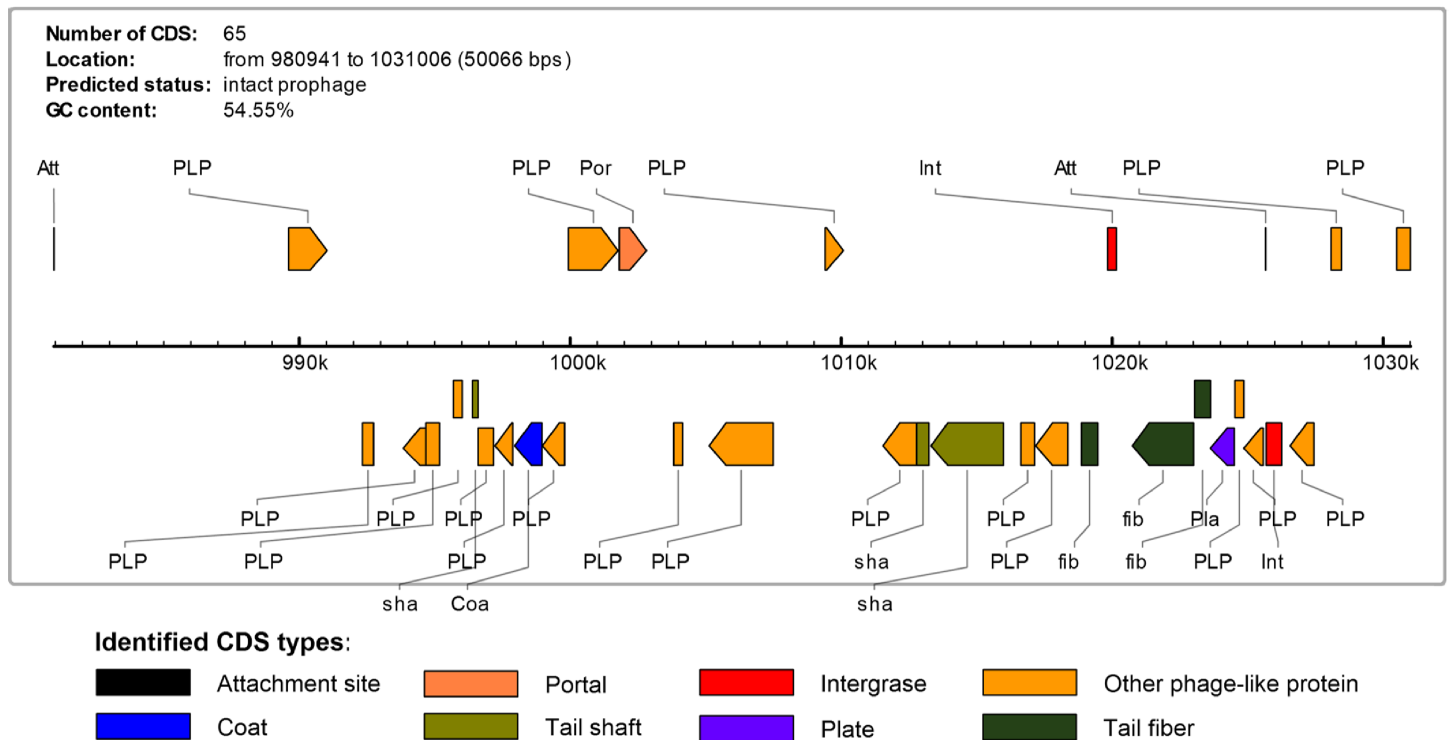 Number of CDS: 65
Location: from 980941 to 1031006 (50066 bps)
Predicted status: intact prophage
GC content: 54.55%
Att PLP PLP Por PLP Int Att PLP PLP
990k 1000k 1010k 1020k 1030k
PLP PLP PLP PLP PLP PLP fib Pla PLP PLP
PLP PLP PLP PLP PLP sha PLP fib fib PLP Int
sha Coa sha
Identified CDS types:
Attachment site Portal Intergrase Other phage-like protein
Coat Tail shaft Plate Tail fiber